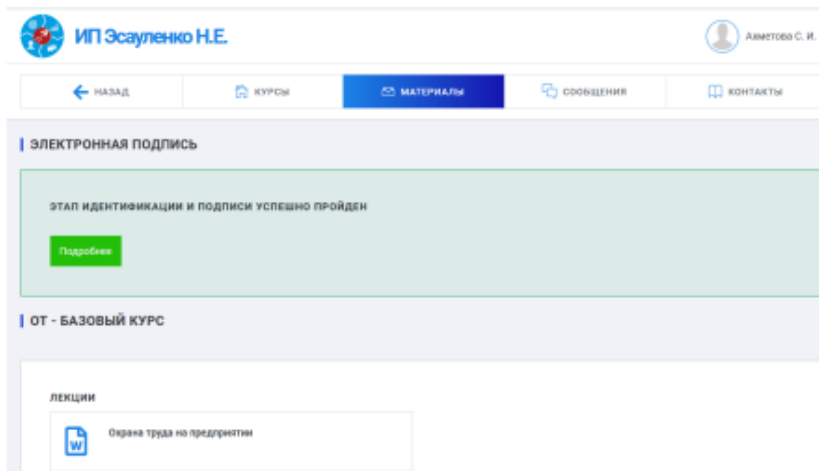 ИП Эсауленко Н.Е.
Ахметова С. И.
НАЗАД
КУРСЫ
МАТЕРИАЛЫ
СООБЩЕНИЯ
КОНТАКТЫ
ЭЛЕКТРОННАЯ ПОДПИСЬ
ЭТАП ИДЕНТИФИКАЦИИ И ПОДПИСИ УСПЕШНО ПРОЙДЕН
Подробнее
ОТ - БАЗОВЫЙ КУРС
ЛЕКЦИИ
W
Охрана труда на предприятии